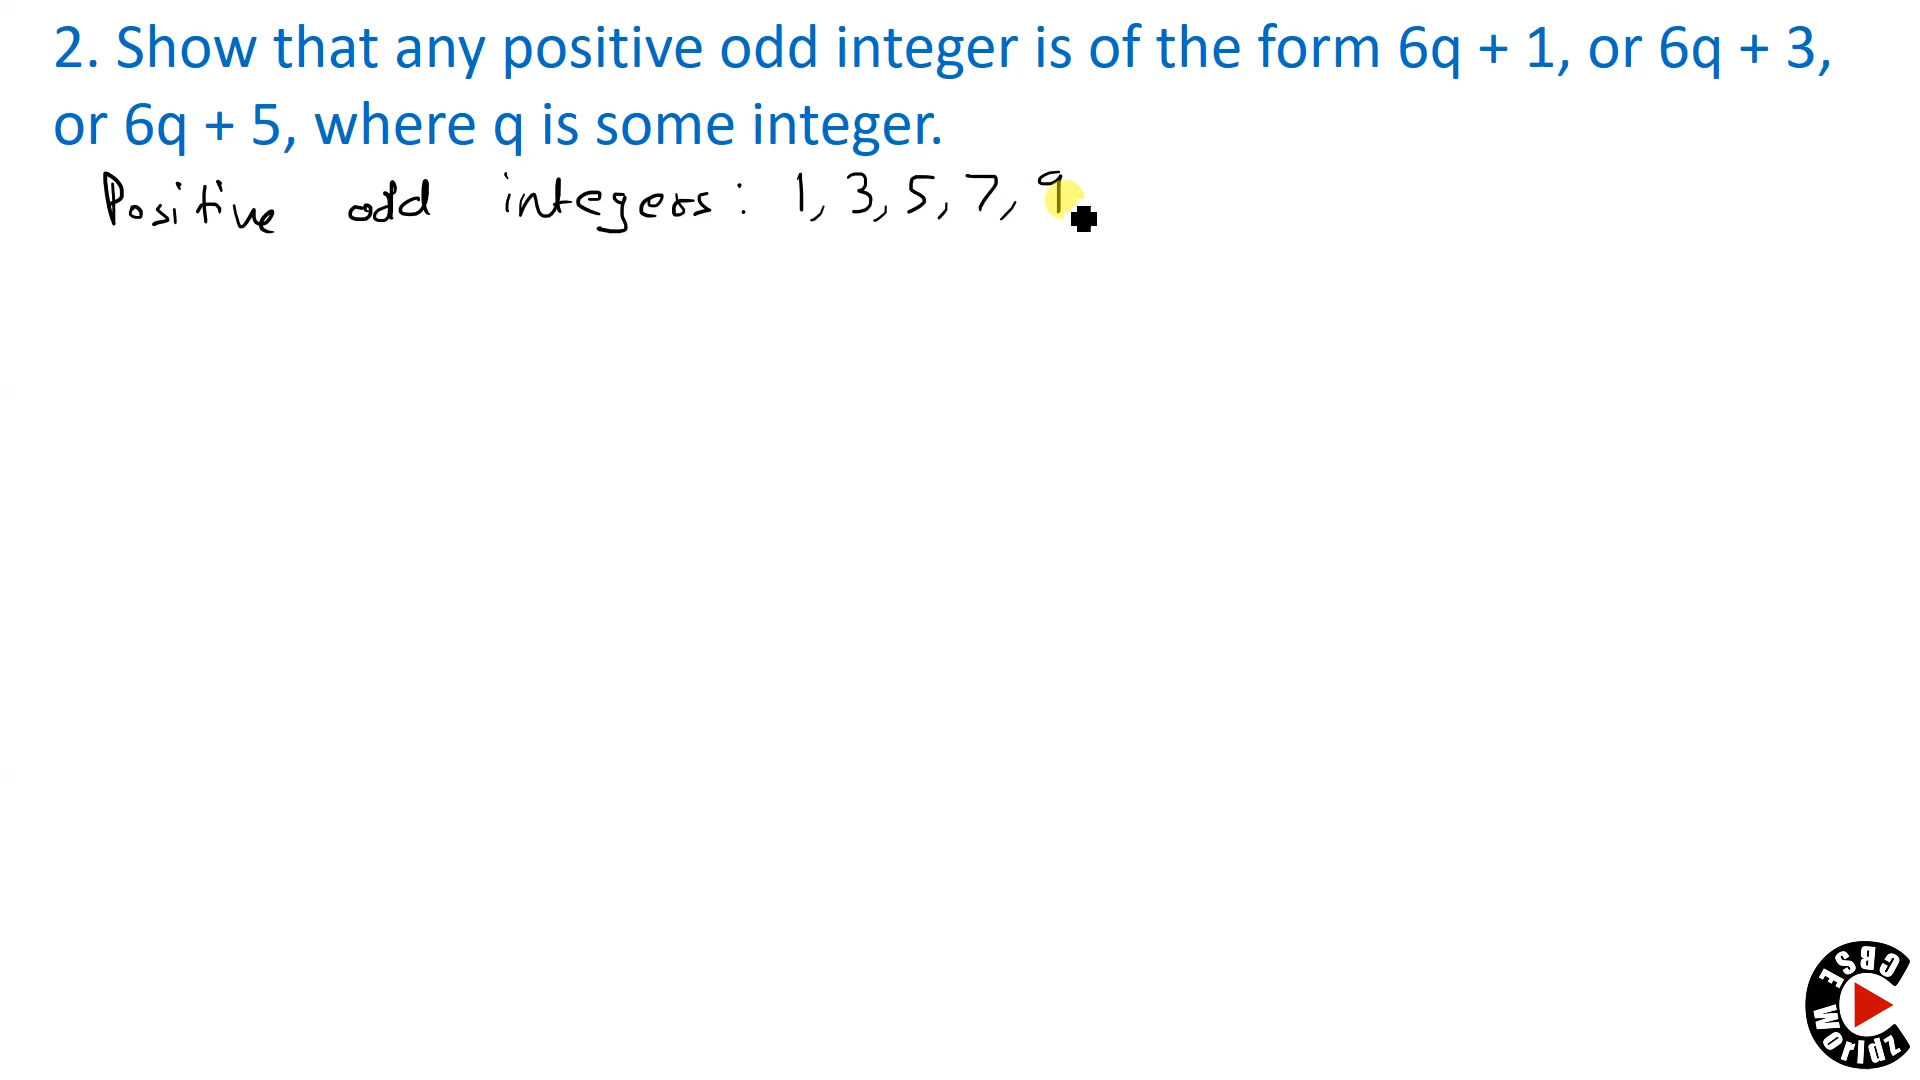 2. Show that any positive odd integer is of the form 6q + 1, or 6q + 3,
or 6q + 5, where q is some integer.
Positive odd integers: 1, 3, 5, 7, 9
CBSE Worldz